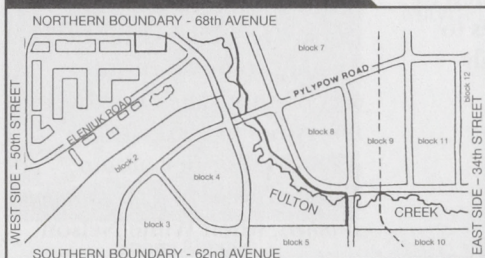 NORTHERN BOUNDARY - 68th AVENUE
WEST SIDE – 50th STREET
EAST SIDE – 34th STREET
block 7
PYLYPOW ROAD
block 12
ELENIUK ROAD
block 8
block 9
block 11
block 2
block 4
FULTON
CREEK
block 3
block 5
block 10
SOUTHERN BOUNDARY - 62nd AVENUE